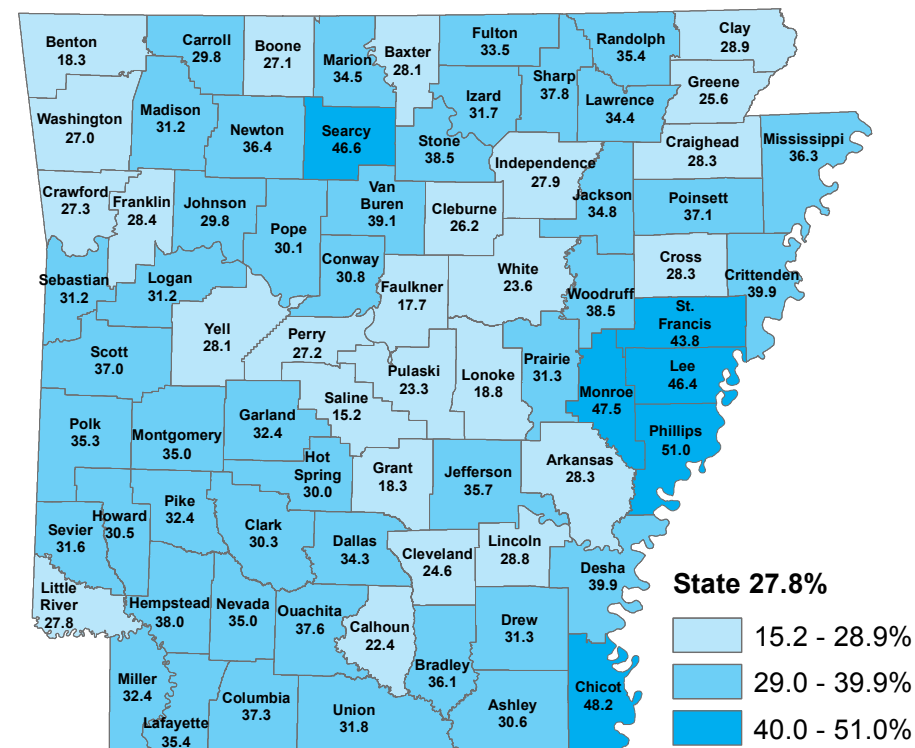 Benton
18.3
Carroll
29.8
Boone
27.1
Marion
34.5
Baxter
28.1
Fulton
33.5
Randolph
35.4
Clay
28.9
Sharp
37.8
Greene
25.6
Izard
31.7
Lawrence
34.4
Washington
27.0
Madison
31.2
Newton
36.4
Searcy
46.6
Stone
38.5
Independence
27.9
Craighead
28.3
Mississippi
36.3
Crawford
27.3
Franklin
28.4
Johnson
29.8
Pope
30.1
Van
Buren
39.1
Cleburne
26.2
Jackson
34.8
Poinsett
37.1
Sebastian
31.2
Logan
31.2
Conway
30.8
Faulkner
17.7
White
23.6
Woodruff
38.5
Cross
28.3
Crittenden
39.9
St.
Francis
43.8
Scott
37.0
Yell
28.1
Perry
27.2
Pulaski
23.3
Lonoke
18.8
Prairie
31.3
Monroe
47.5
Lee
46.4
Saline
15.2
Polk
35.3
Montgomery
35.0
Garland
32.4
Phillips
51.0
Hot
Spring
30.0
Grant
18.3
Jefferson
35.7
Arkansas
28.3
Sevier
31.6
Howard
30.5
Pike
32.4
Clark
30.3
Dallas
34.3
Cleveland
24.6
Lincoln
28.8
Desha
39.9
Little
River
27.8
Hempstead
38.0
Nevada
35.0
Ouachita
37.6
Calhoun
22.4
Drew
31.3
Bradley
36.1
Miller
32.4
Lafayette
35.4
Columbia
37.3
Union
31.8
Ashley
30.6
Chicot
48.2
State 27.8%
15.2 - 28.9%
29.0 - 39.9%
40.0 - 51.0%